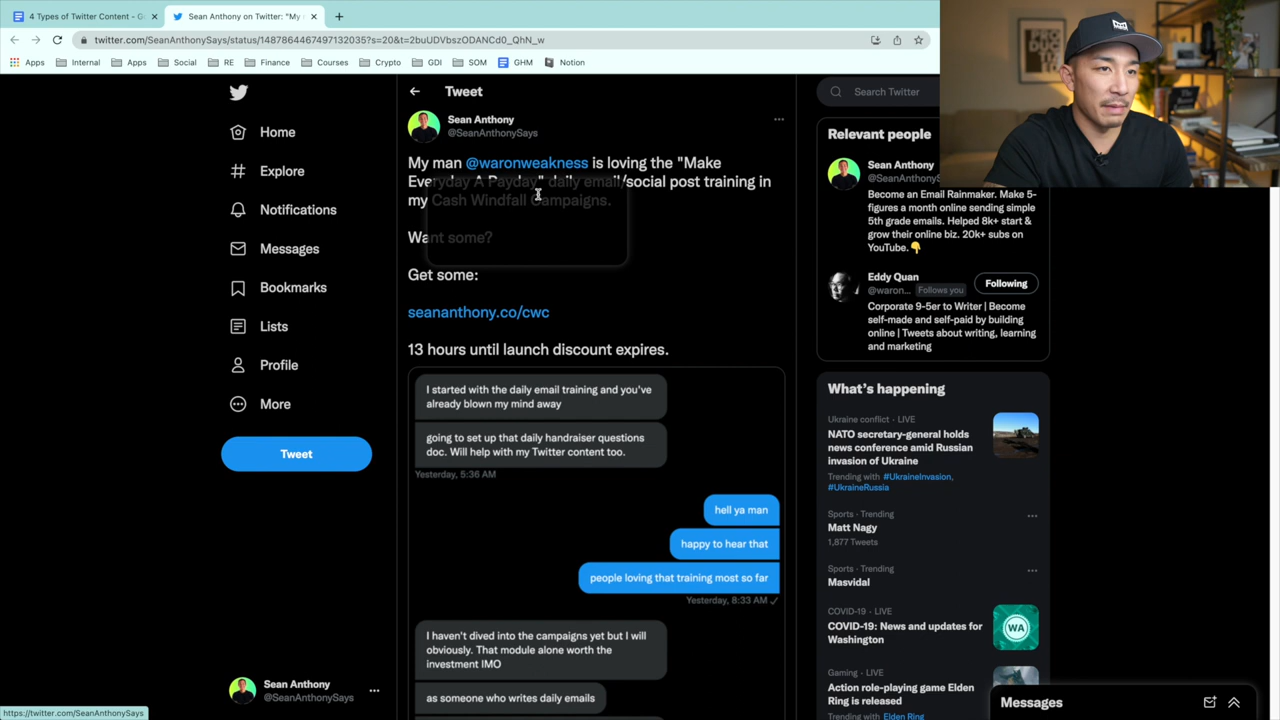 4 Types of Twitter Content - G
Sean Anthony on Twitter: "My
twitter.com/SeanAnthonySays/status/1487864467497132035?s=20&t=2buUDVbszODANCd0_QhN_w
Apps
Internal
Apps
Social
RE
Finance
Courses
Crypto
GDI
SOM
GHM
Notion
Home
Explore
Notifications
Messages
Bookmarks
Lists
Profile
More
Tweet
Sean Anthony
@SeanAnthonySays
https://twitter.com/SeanAnthonySays
Tweet
Sean Anthony
@SeanAnthonySays
My man @waronweakness is loving the "Make
Everyday A Payday" daily email/social post training in
my Cash Windfall Campaigns.
Want some?
Get some:
seananthony.co/cwc
13 hours until launch discount expires.
I started with the daily email training and you've
already blown my mind away
going to set up that daily handraiser questions
doc. Will help with my Twitter content too.
Yesterday, 5:36 AM
hell ya man
happy to hear that
people loving that training most so far
Yesterday, 8:33 AM ✓
I haven't dived into the campaigns yet but I will
obviously. That module alone worth the
investment IMO
as someone who writes daily emails
Search Twitter
Relevant people
Sean Anthony
@SeanAnthonySa
Become an Email Rainmaker. Make 5-
figures a month online sending simple
5th grade emails. Helped 8k+ start &
grow their online biz. 20k+ subs on
YouTube.👇
Eddy Quan
@waron... Follows you
Following
Corporate 9-5er to Writer | Become
self-made and self-paid by building
online | Tweets about writing, learning
and marketing
What's happening
Ukraine conflict · LIVE
NATO secretary-general holds
news conference amid Russian
invasion of Ukraine
Trending with #UkraineInvasion,
#UkraineRussia
Sports · Trending
Matt Nagy
1,877 Tweets
Sports · Trending
Masvidal
COVID-19 · LIVE
COVID-19: News and updates for
Washington
WA
Gaming · LIVE
Action role-playing game Elden
Ring is released
Trending with Elden Ring
Messages